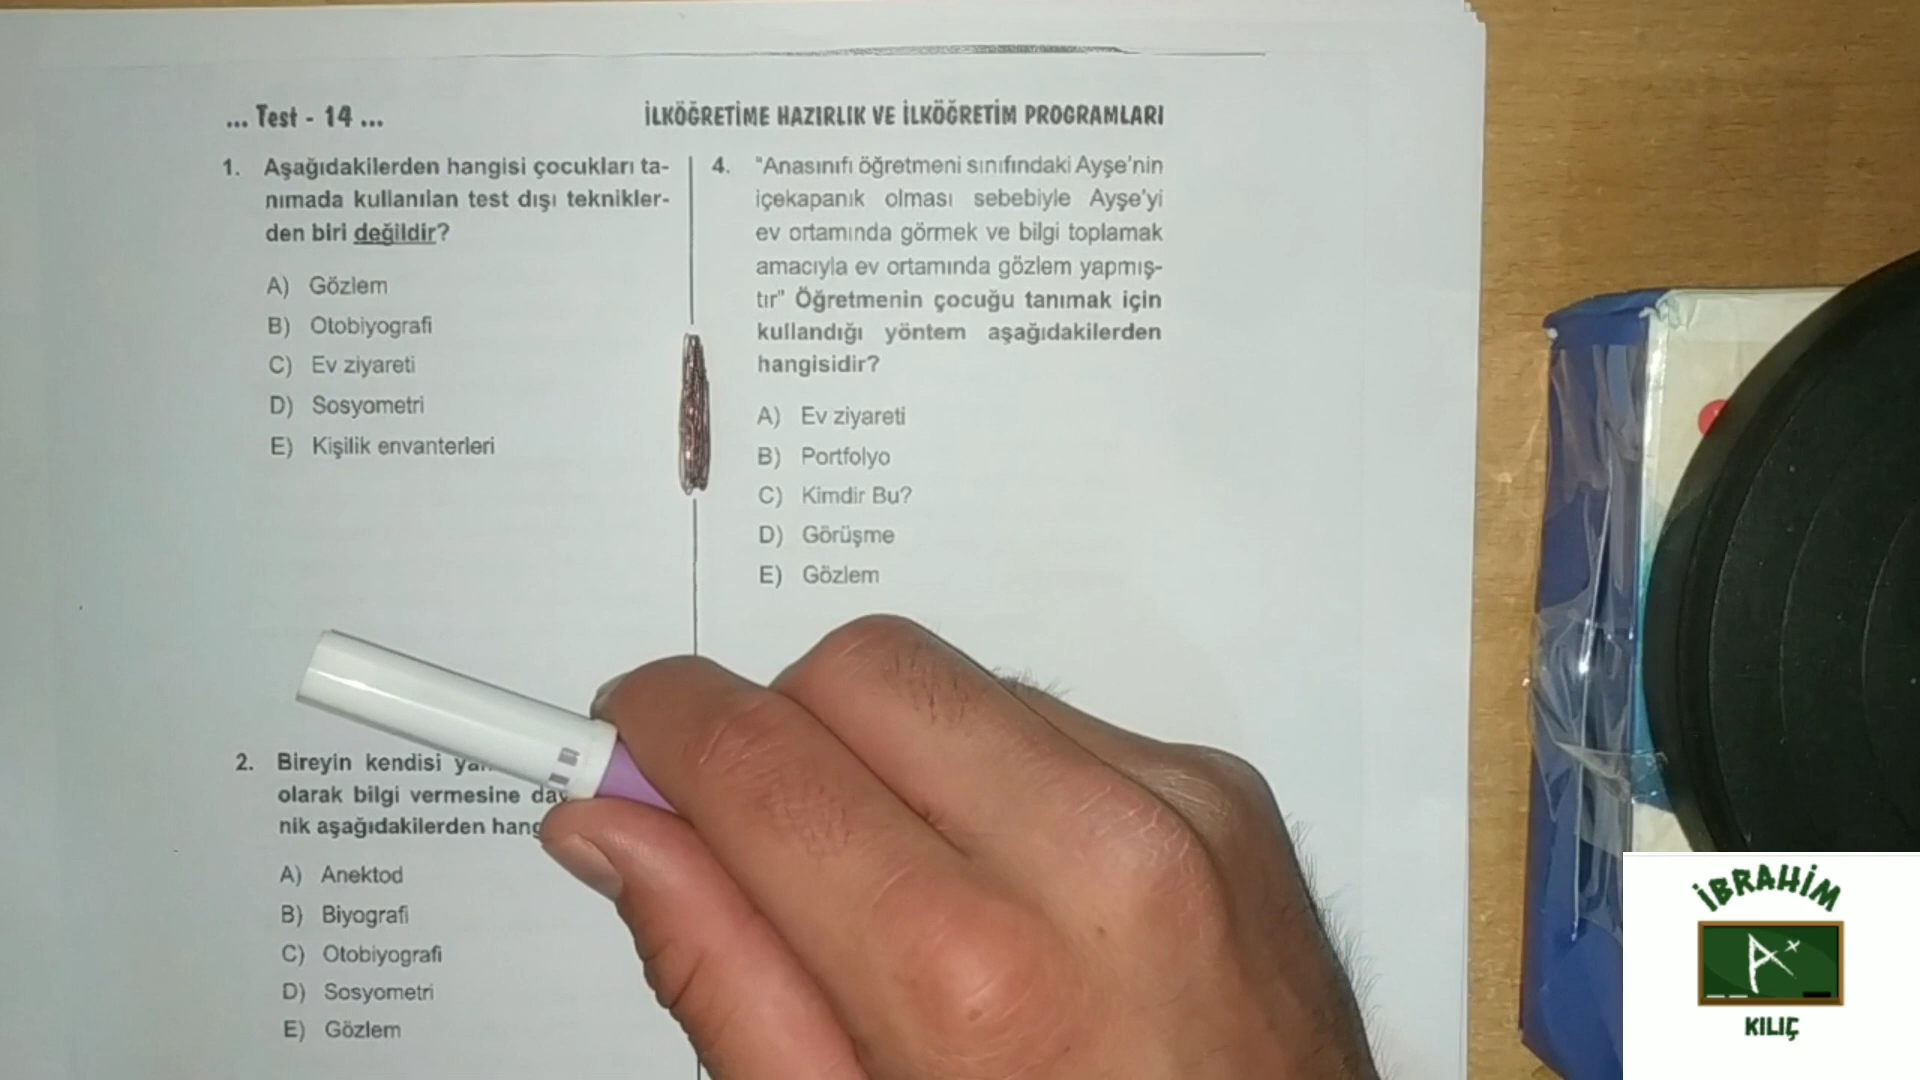 ... Test - 14 ...
İLKÖĞRETİME HAZIRLIK VE İLKÖĞRETİM PROGRAMLARI
1. Aşağıdakilerden hangisi çocukları ta-
nımada kullanılan test dışı teknikler-
den biri değildir?
A) Gözlem
B) Otobiyografi
C) Ev ziyareti
D) Sosyometri
E) Kişilik envanterleri
2. Bireyin kendisi
olarak bilgi vermesine
nik aşağıdakilerden
A) Anektod
B) Biyografi
C) Otobiyografi
D) Sosyometri
E) Gözlem
4. "Anasınıfı öğretmeni sınıfındaki Ayşe'nin
içekapanık olması sebebiyle Ayşe'yi
ev ortamında görmek ve bilgi toplamak
amacıyla ev ortamında gözlem yapmış-
tır" Öğretmenin çocuğu tanımak için
kullandığı yöntem aşağıdakilerden
hangisidir?
A) Ev ziyareti
B) Portfolyo
C) Kimdir Bu?
D) Görüşme
E) Gözlem
İBRAHİM
A+
KILIÇ